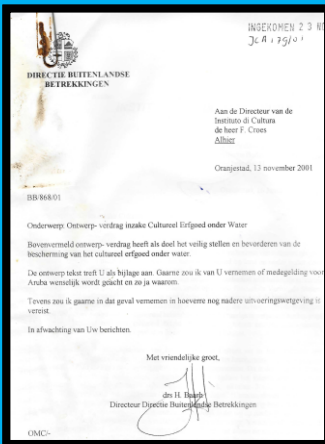 INGEKOMEN 2 3 NO
DIRECTIE BUITENLANDSE
BETREKKINGEN
Aan de Directeur van de
Instituto di Cultura
de heer F. Croes
Alhier
Oranjestad, 13 november 2001
BB/868/01
Onderwerp: Ontwerp- verdrag inzake Cultureel Erfgoed onder Water
Bovenvermeld ontwerp- verdrag heeft als doel het veilig stellen en bevorderen van de
bescherming van het cultureel erfgoed onder water.
De ontwerp tekst treft U als bijlage aan. Gaarne zou ik van U vernemen of medegelding voor
Aruba wenselijk wordt geacht en zo ja waarom.
Tevens zou ik gaarne in dat geval vernemen in hoeverre nog nadere uitvoeringswetgeving is
vereist.
In afwachting van Uw berichten.
Met vriendelijke groet,
drs H.
Directeur Directie Buitenlandse Betrekkingen
OMC/-